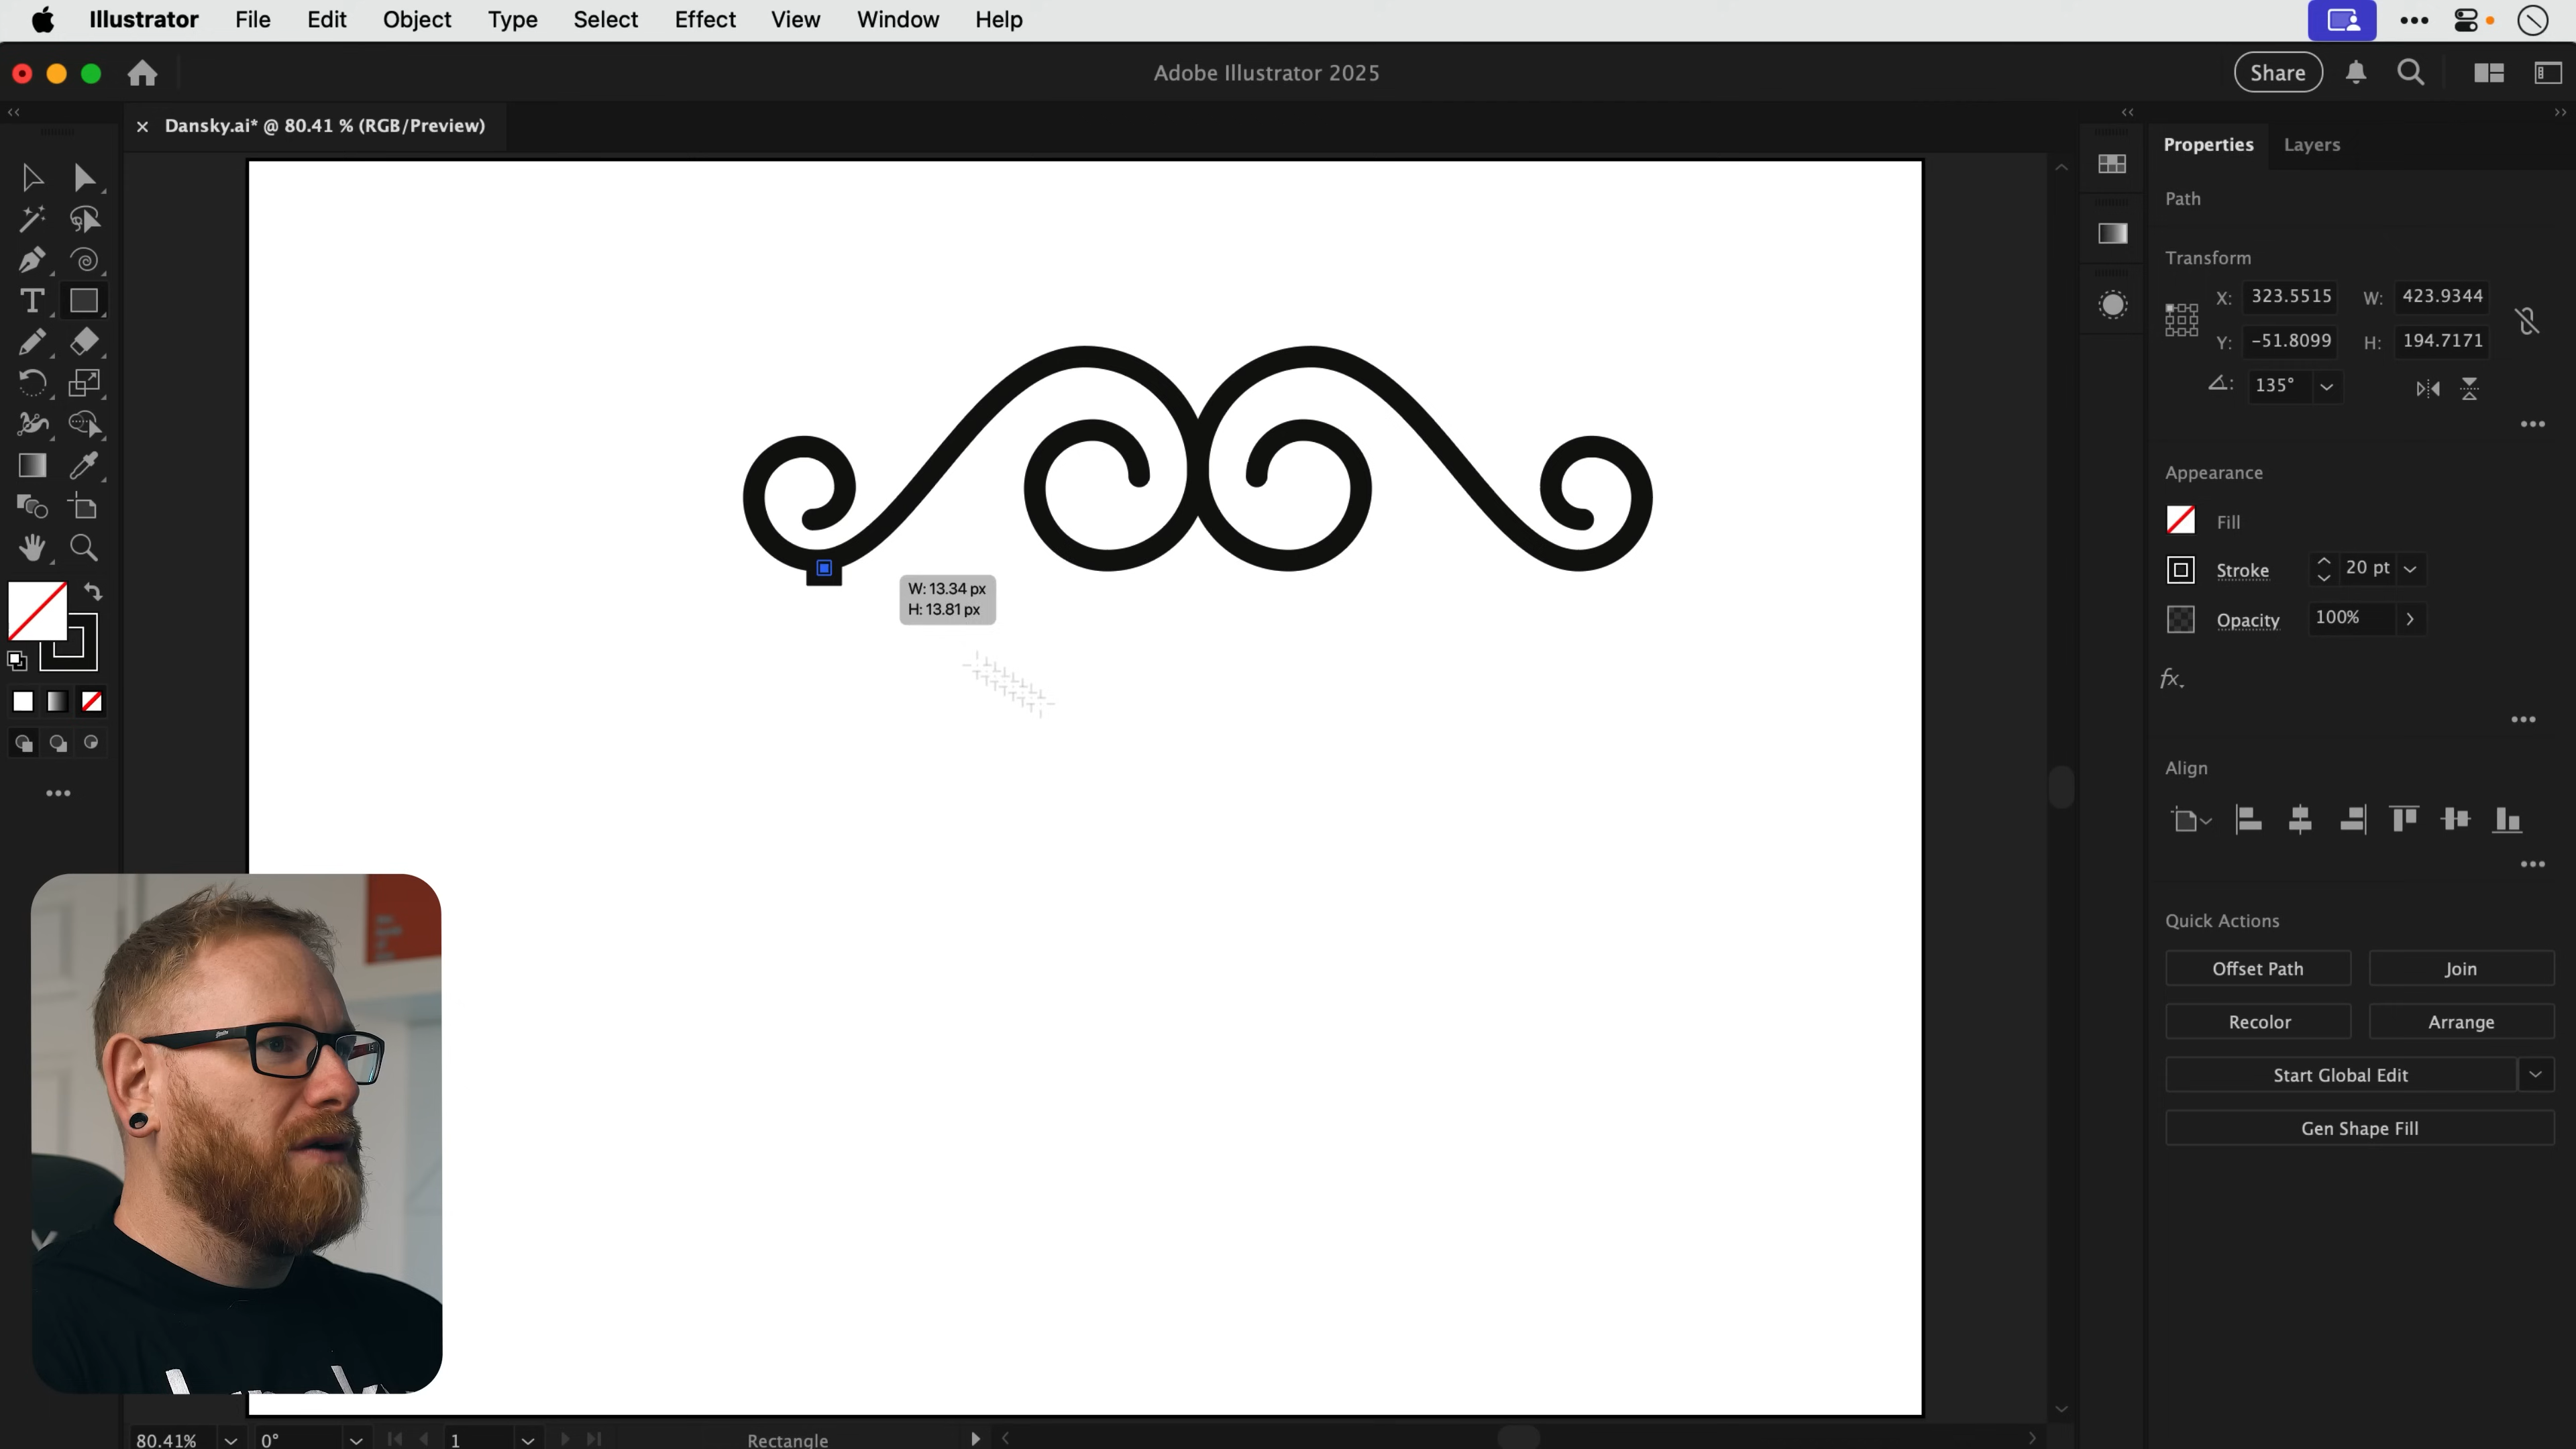 Illustrator File Edit Object Type Select Effect View Window Help
Adobe Illustrator 2025
Share
Dansky.ai* @ 80.41 % (RGB/Preview)
Properties Layers
Path
Transform
X: 323.5515 W: 423.9344
Y: -51.8099 H: 194.7171
135°
Appearance
Fill
Stroke 20 pt
Opacity 100%
fx.
W: 13.34 px
H: 13.81 px
Align
Quick Actions
Offset Path Join
Recolor Arrange
Start Global Edit
Gen Shape Fill
80.41% 0° 1 Rectangle